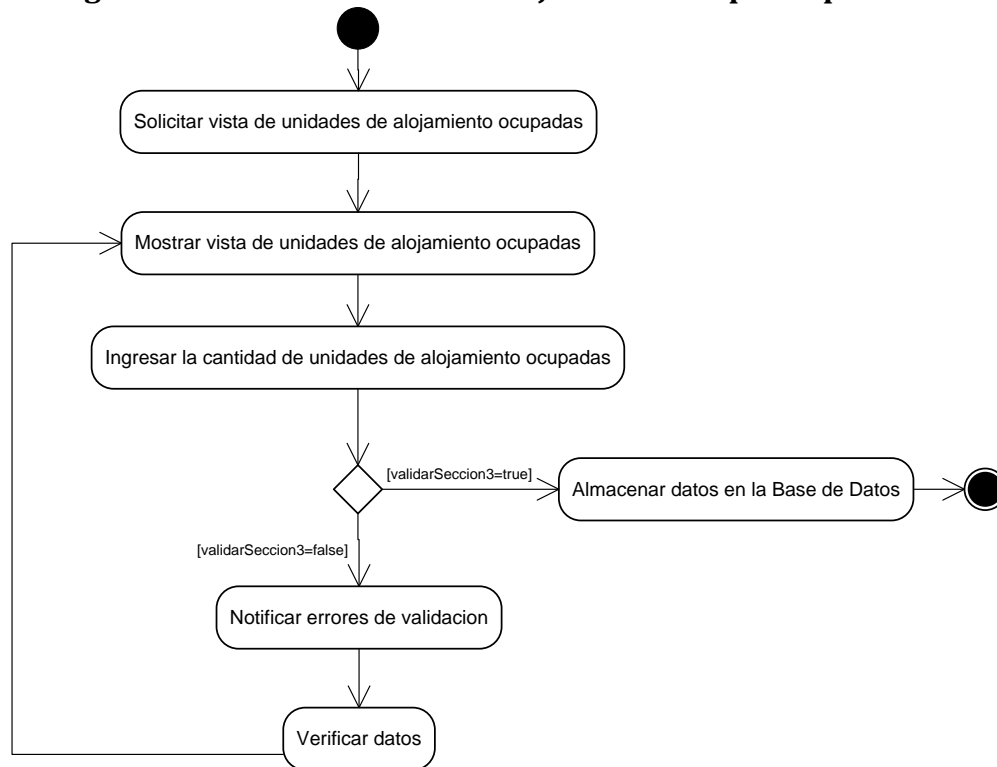 Solicitar vista de unidades de alojamiento ocupadas
Mostrar vista de unidades de alojamiento ocupadas
Ingresar la cantidad de unidades de alojamiento ocupadas
[validarSeccion3=true]
Almacenar datos en la Base de Datos
[validarSeccion3=false]
Notificar errores de validacion
Verificar datos